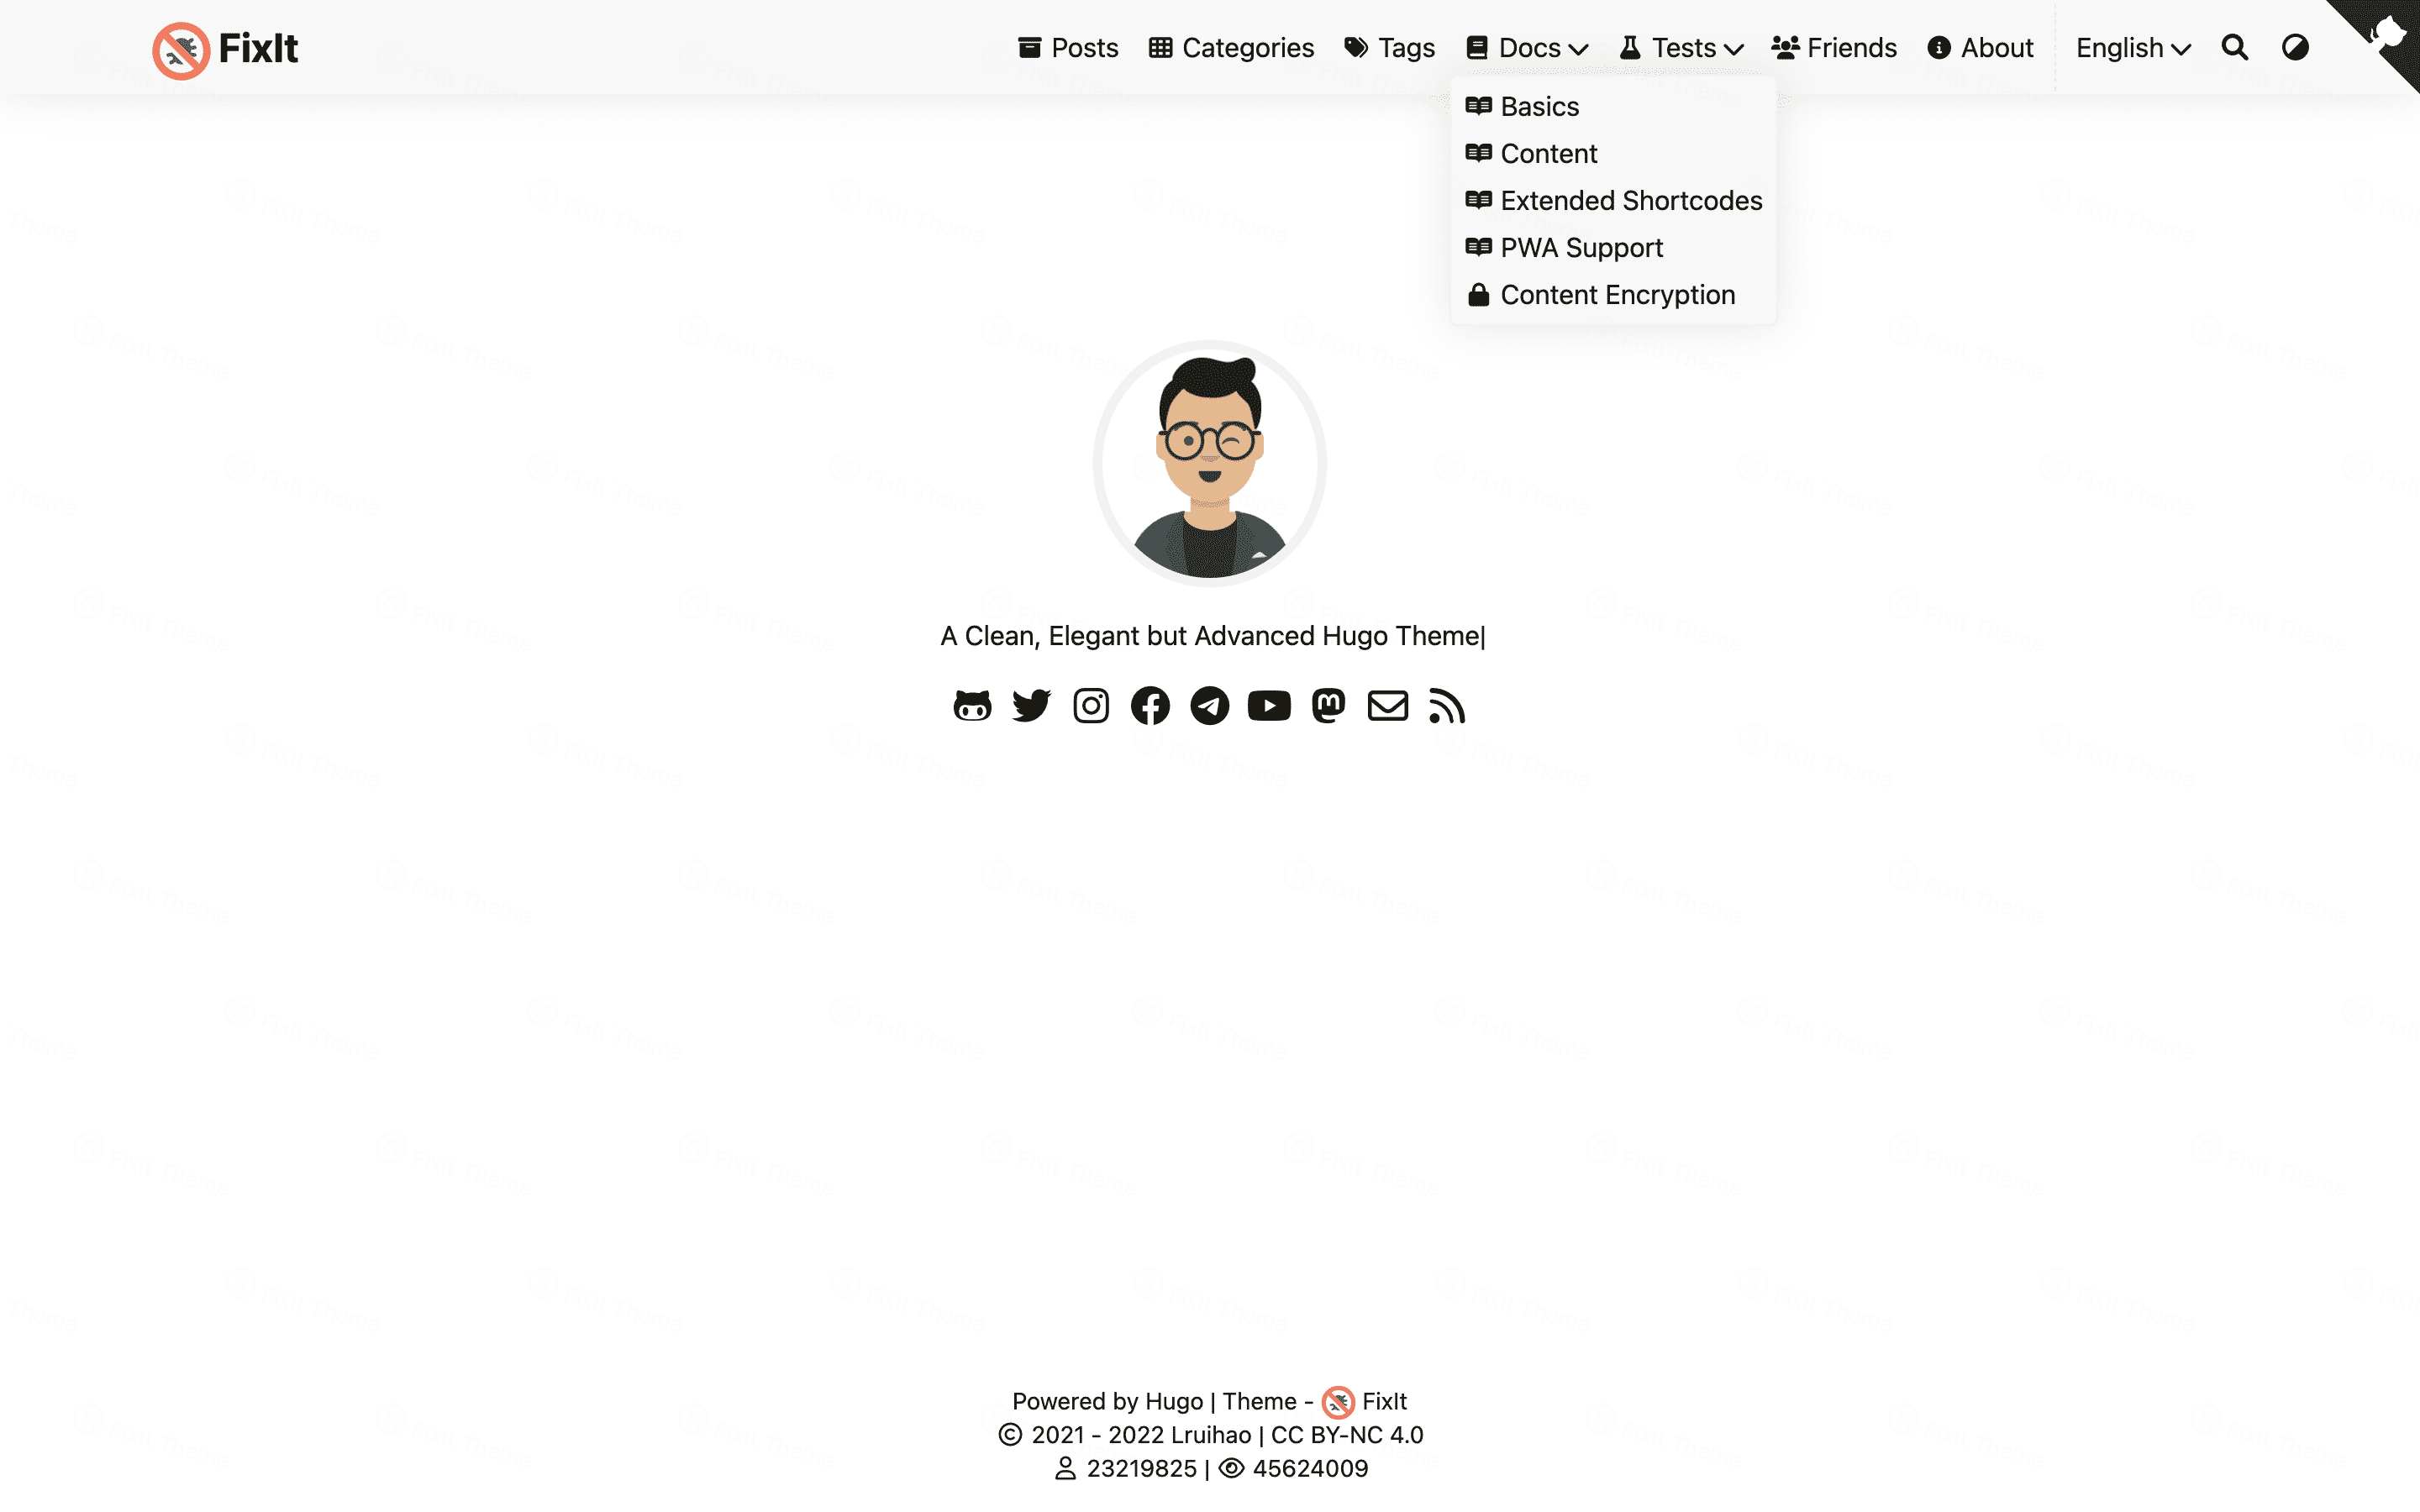 FixIt
Posts Categories Tags Docs Tests Friends About English
Basics
Content
Extended Shortcodes
PWA Support
Content Encryption
A Clean, Elegant but Advanced Hugo Theme|
Powered by Hugo | Theme - FixIt
© 2021 - 2022 Lruihao | CC BY-NC 4.0
23219825 | 45624009